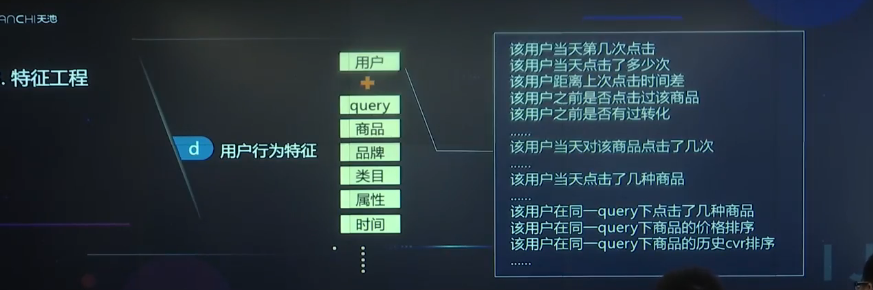 ANCHI天池
. 特征工程
d 用户行为特征
用户
+
query
商品
品牌
类目
属性
时间
该用户当天第几次点击
该用户当天点击了多少次
该用户距离上次点击时间差
该用户之前是否点击过该商品
该用户之前是否有过转化
......
该用户当天对该商品点击了几次
......
该用户当天点击了几种商品
......
该用户在同一query下点击了几种商品
该用户在同一query下商品的价格排序
该用户在同一query下商品的历史cvr排序
......